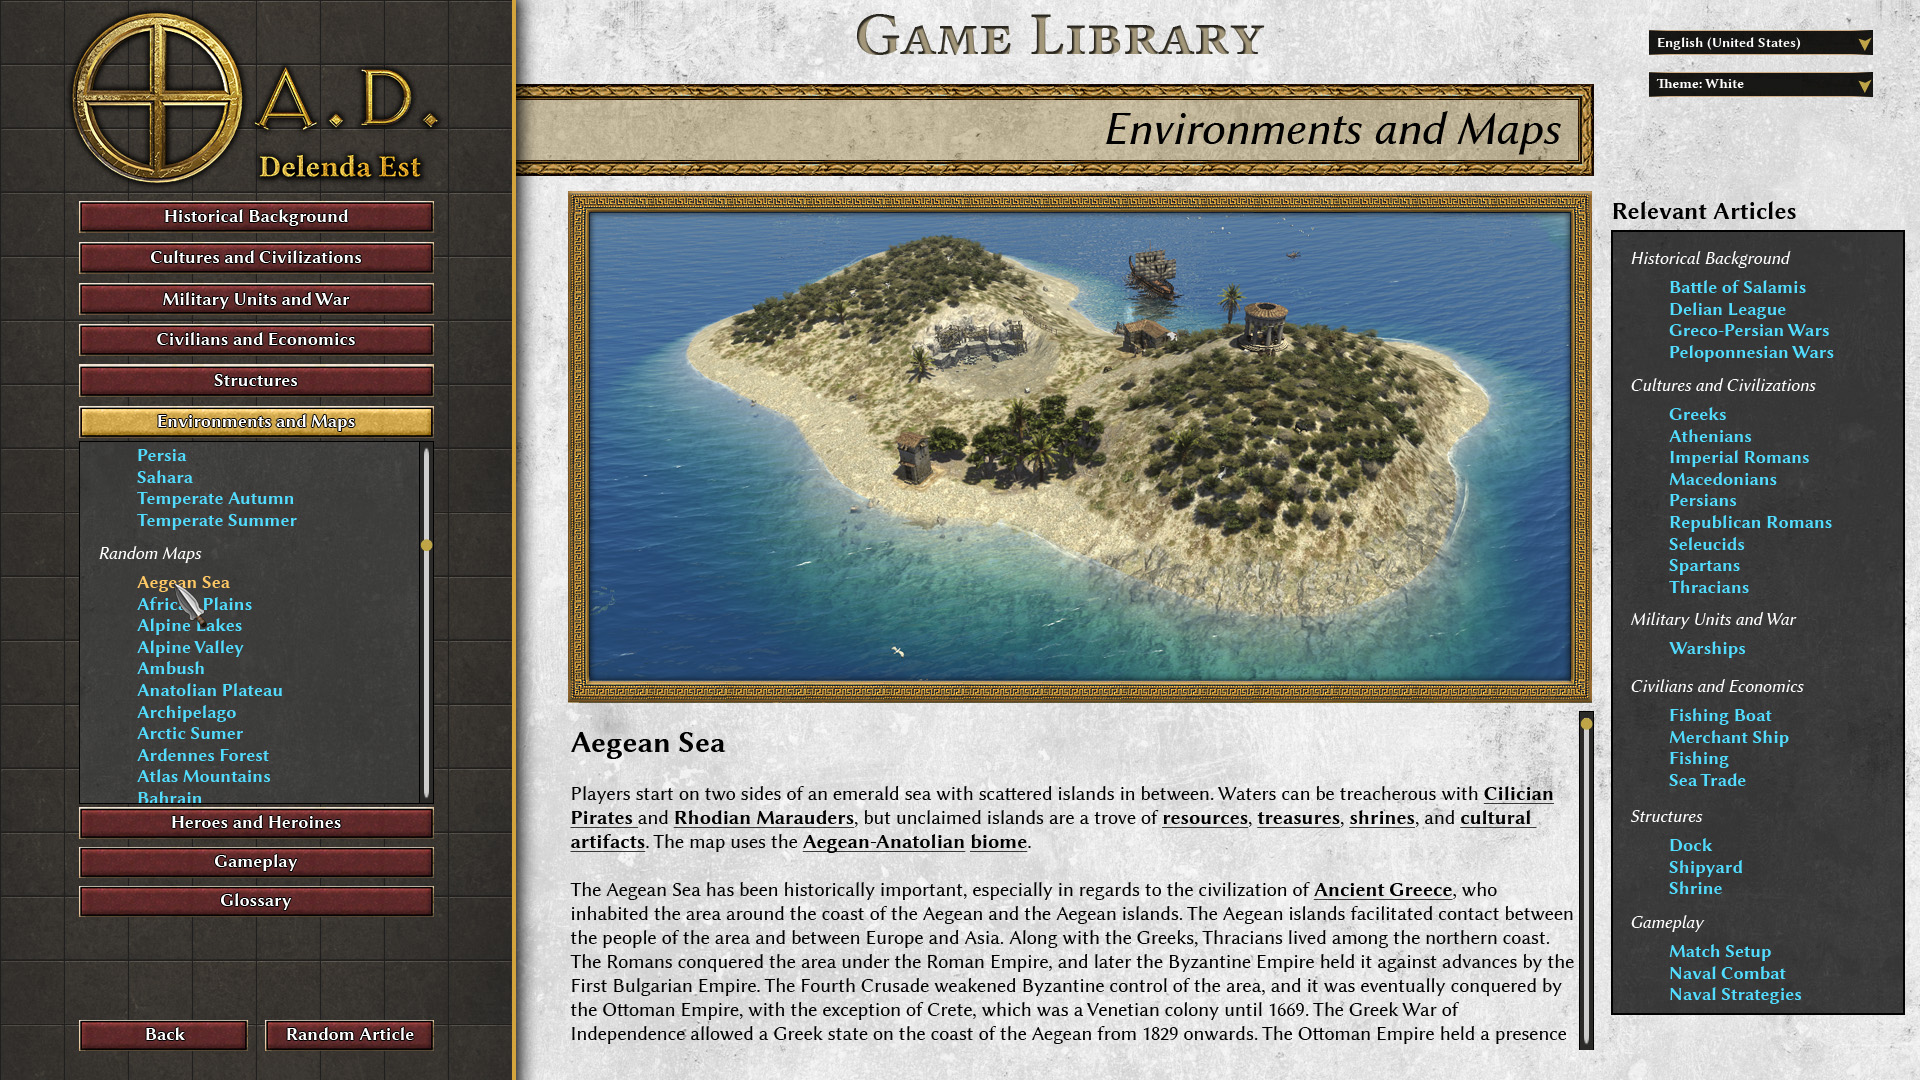 A. D.
Delenda Est
Historical Background
Cultures and Civilizations
Military Units and War
Civilians and Economics
Structures
Environments and Maps
Persia
Sahara
Temperate Autumn
Temperate Summer
Random Maps
Aegean Sea
African Plains
Alpine Lakes
Alpine Valley
Ambush
Anatolian Plateau
Archipelago
Arctic Sumer
Ardennes Forest
Atlas Mountains
Bahrain
Heroes and Heroines
Gameplay
Glossary
Back
Random Article
Game Library
Environments and Maps
Aegean Sea
Players start on two sides of an emerald sea with scattered islands in between. Waters can be treacherous with Cilician
Pirates and Rhodian Marauders, but unclaimed islands are a trove of resources, treasures, shrines, and cultural
artifacts. The map uses the Aegean-Anatolian biome.
The Aegean Sea has been historically important, especially in regards to the civilization of Ancient Greece, who
inhabited the area around the coast of the Aegean and the Aegean islands. The Aegean islands facilitated contact between
the people of the area and between Europe and Asia. Along with the Greeks, Thracians lived among the northern coast.
The Romans conquered the area under the Roman Empire, and later the Byzantine Empire held it against advances by the
First Bulgarian Empire. The Fourth Crusade weakened Byzantine control of the area, and it was eventually conquered by
the Ottoman Empire, with the exception of Crete, which was a Venetian colony until 1669. The Greek War of
Independence allowed a Greek state on the coast of the Aegean from 1829 onwards. The Ottoman Empire held a presence
English (United States)
Theme: White
Relevant Articles
Historical Background
Battle of Salamis
Delian League
Greco-Persian Wars
Peloponnesian Wars
Cultures and Civilizations
Greeks
Athenians
Imperial Romans
Macedonians
Persians
Republican Romans
Seleucids
Spartans
Thracians
Military Units and War
Warships
Civilians and Economics
Fishing Boat
Merchant Ship
Fishing
Sea Trade
Structures
Dock
Shipyard
Shrine
Gameplay
Match Setup
Naval Combat
Naval Strategies